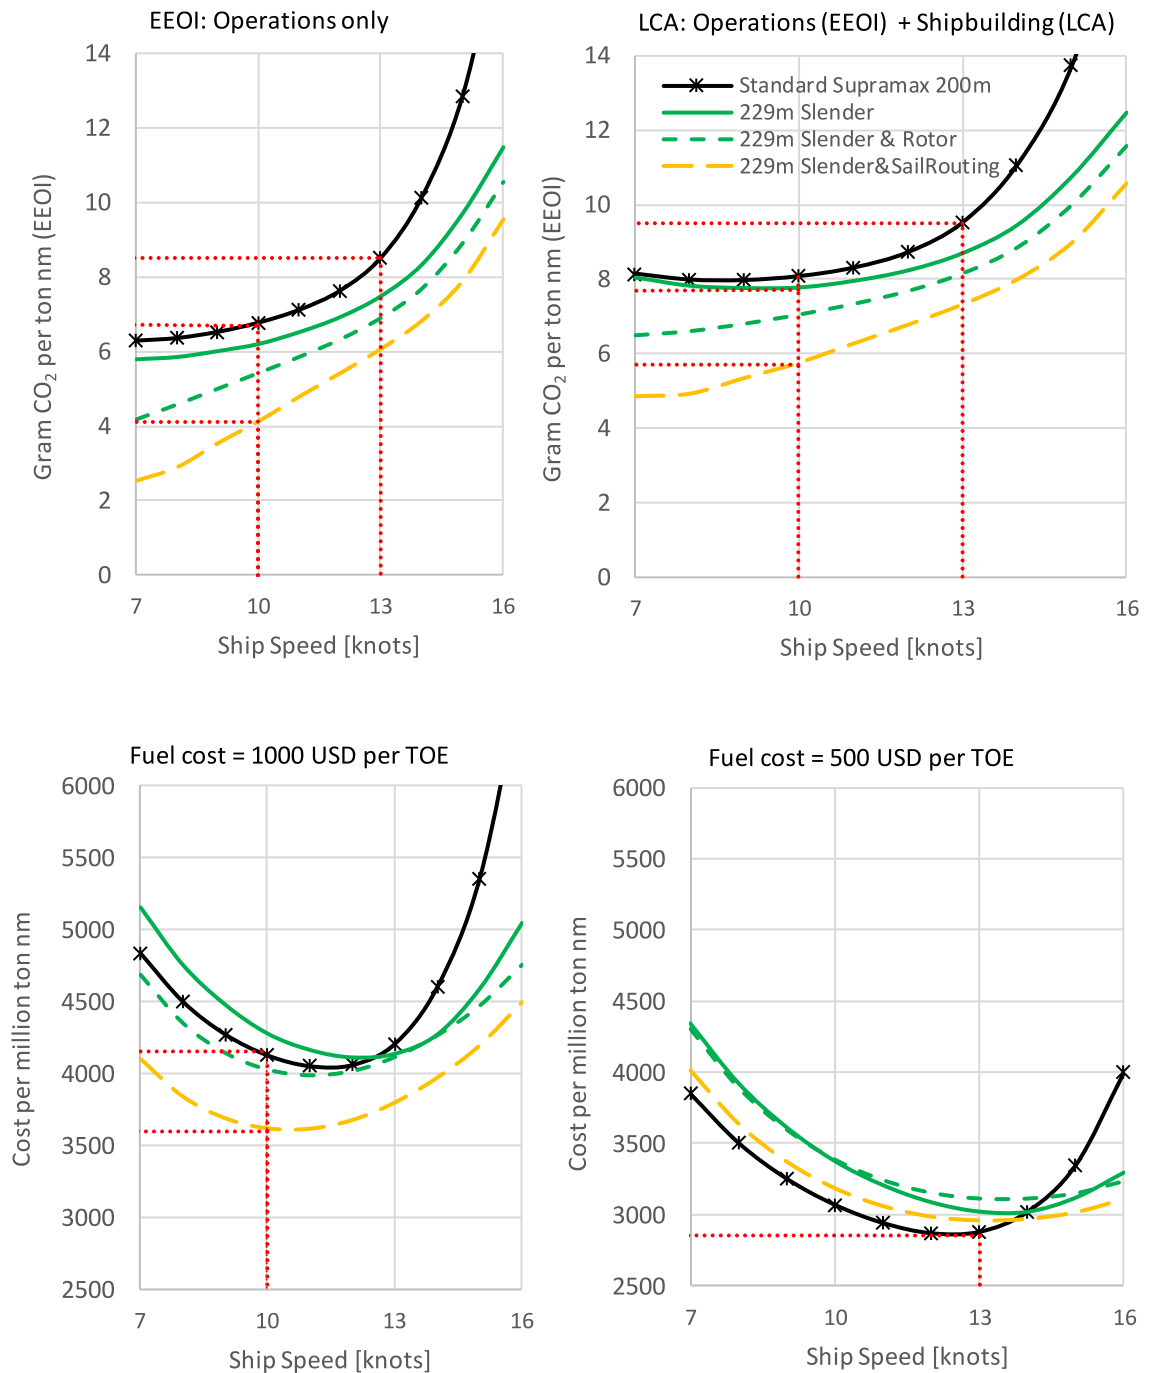 EEOI: Operations only
14
12
10
8
6
4
2
0
Gram CO2 per ton nm (EEOI)
7 10 13 16
Ship Speed [knots]
LCA: Operations (EEOI) + Shipbuilding (LCA)
14
12
10
8
6
4
2
0
Gram CO2 per ton nm (EEOI)
Standard Supramax 200m
229m Slender
229m Slender & Rotor
229m Slender&SailRouting
7 10 13 16
Ship Speed [knots]
Fuel cost = 1000 USD per TOE
6000
5500
5000
4500
4000
3500
3000
2500
Cost per million ton nm
7 10 13 16
Ship Speed [knots]
Fuel cost = 500 USD per TOE
6000
5500
5000
4500
4000
3500
3000
2500
Cost per million ton nm
7 10 13 16
Ship Speed [knots]